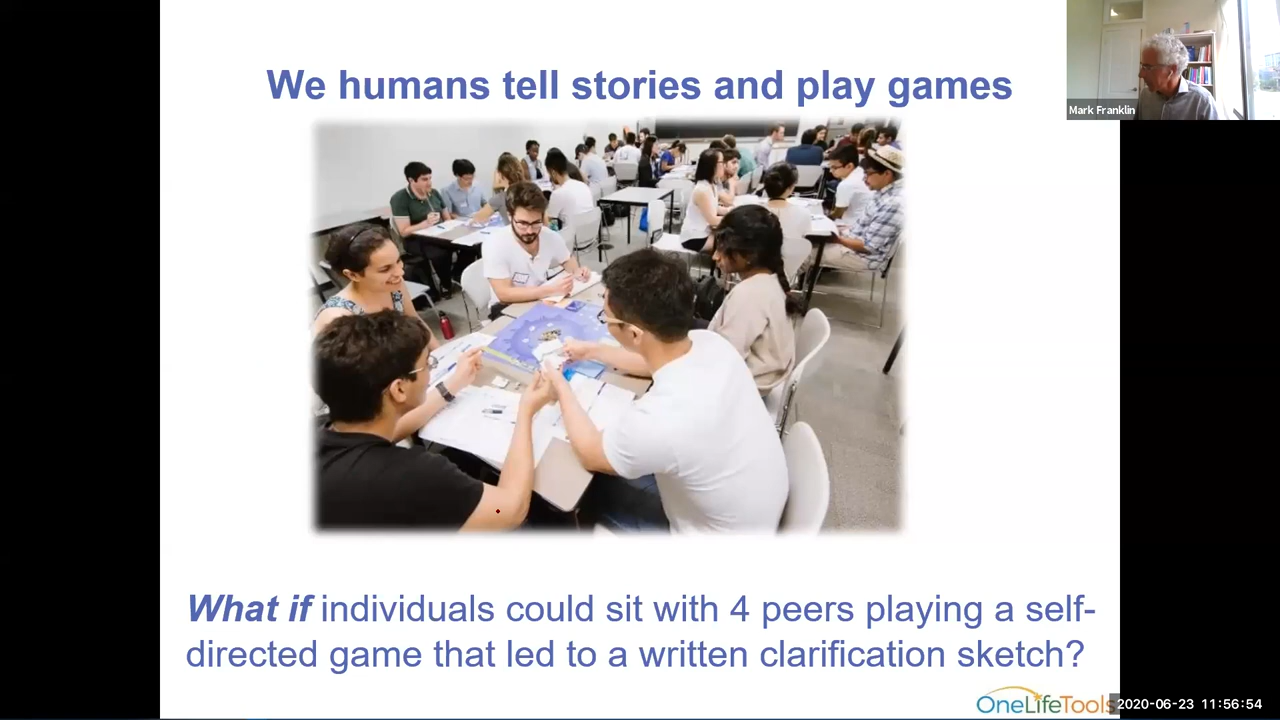 We humans tell stories and play games
Mark Franklin
What if individuals could sit with 4 peers playing a self-
directed game that led to a written clarification sketch?
OneLifeTools
2020-06-23 11:56:54